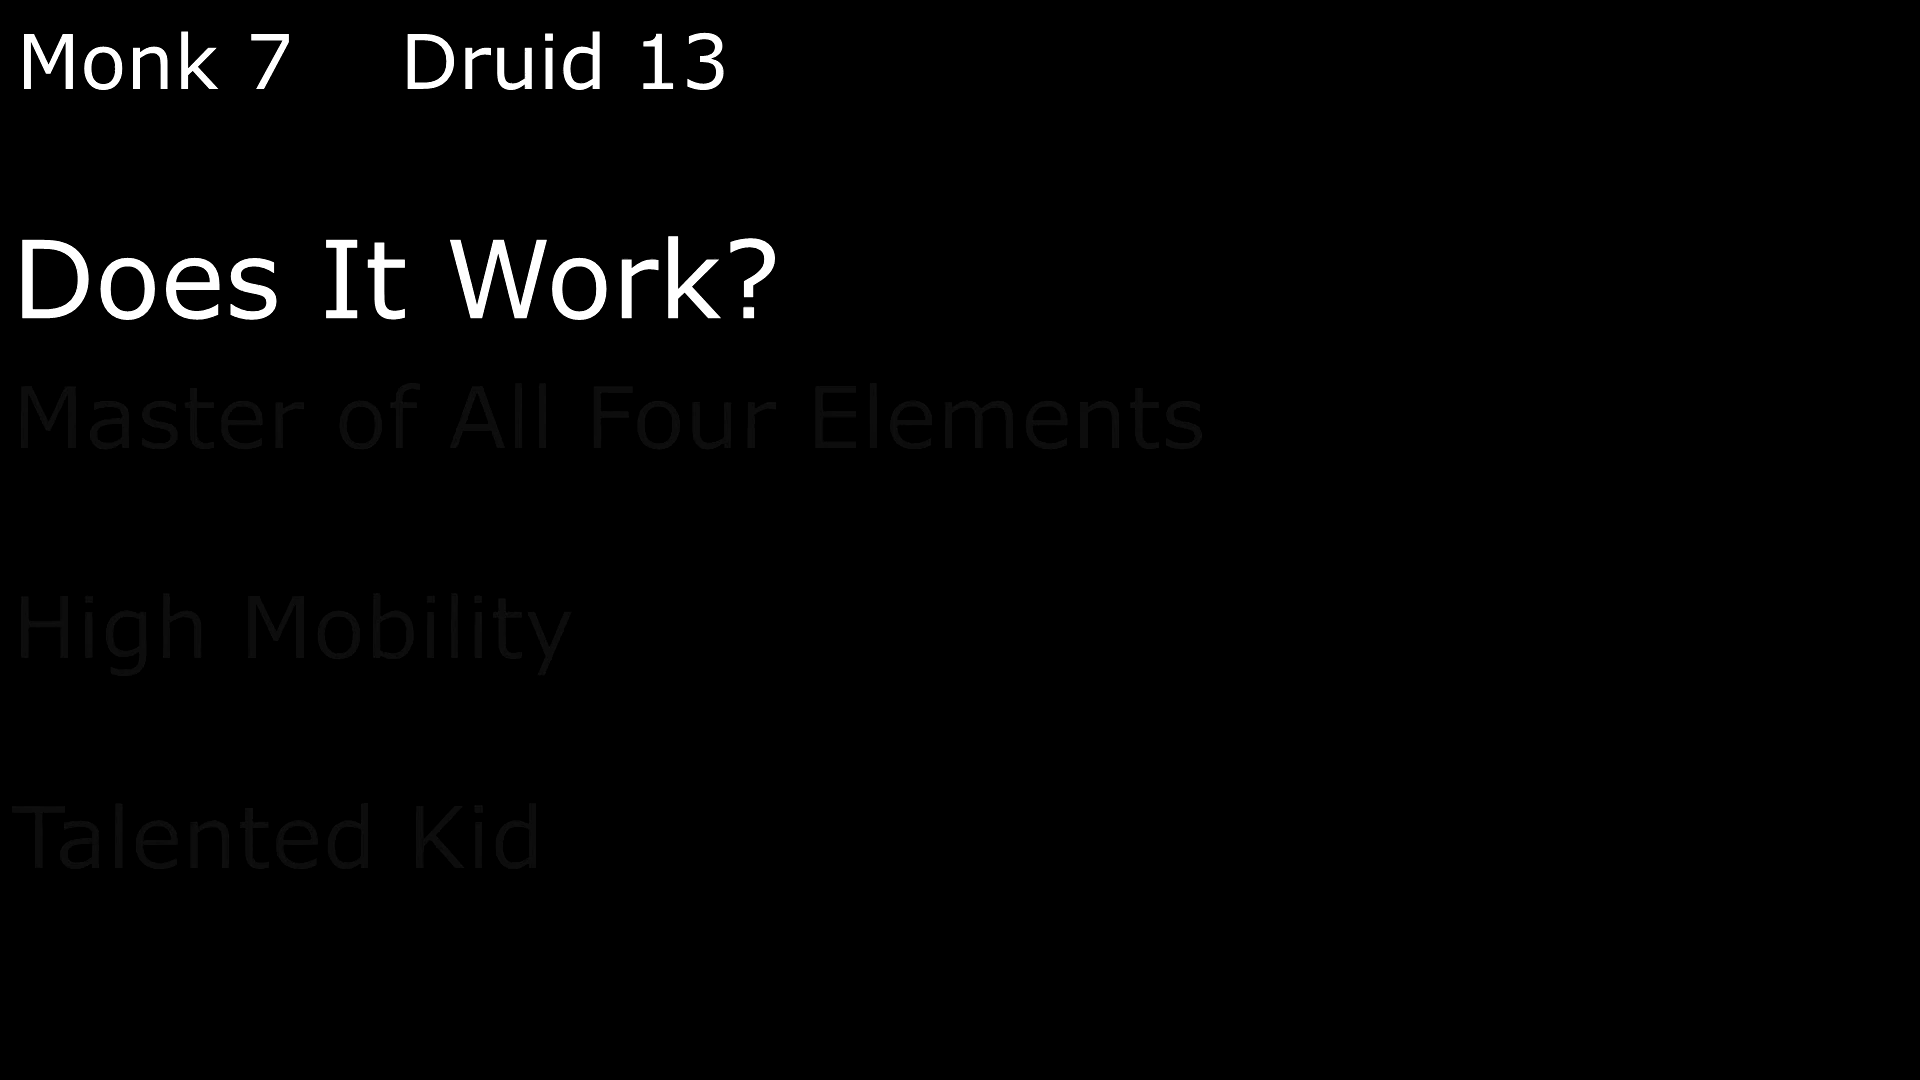 Monk 7 Druid 13
Does It Work?
Master of All Four Elements
High Mobility
Talented Kid